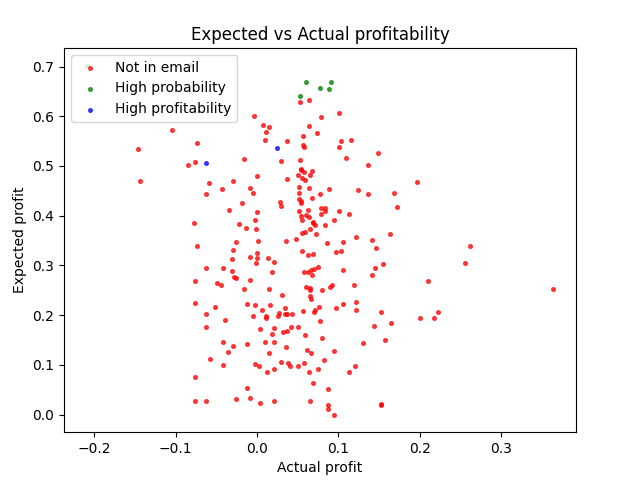 Expected vs Actual profitability
Not in email
High probability
High profitability
Expected profit
0.7
0.6
0.5
0.4
0.3
0.2
0.1
0.0
−0.2
−0.1
0.0
0.1
0.2
0.3
Actual profit